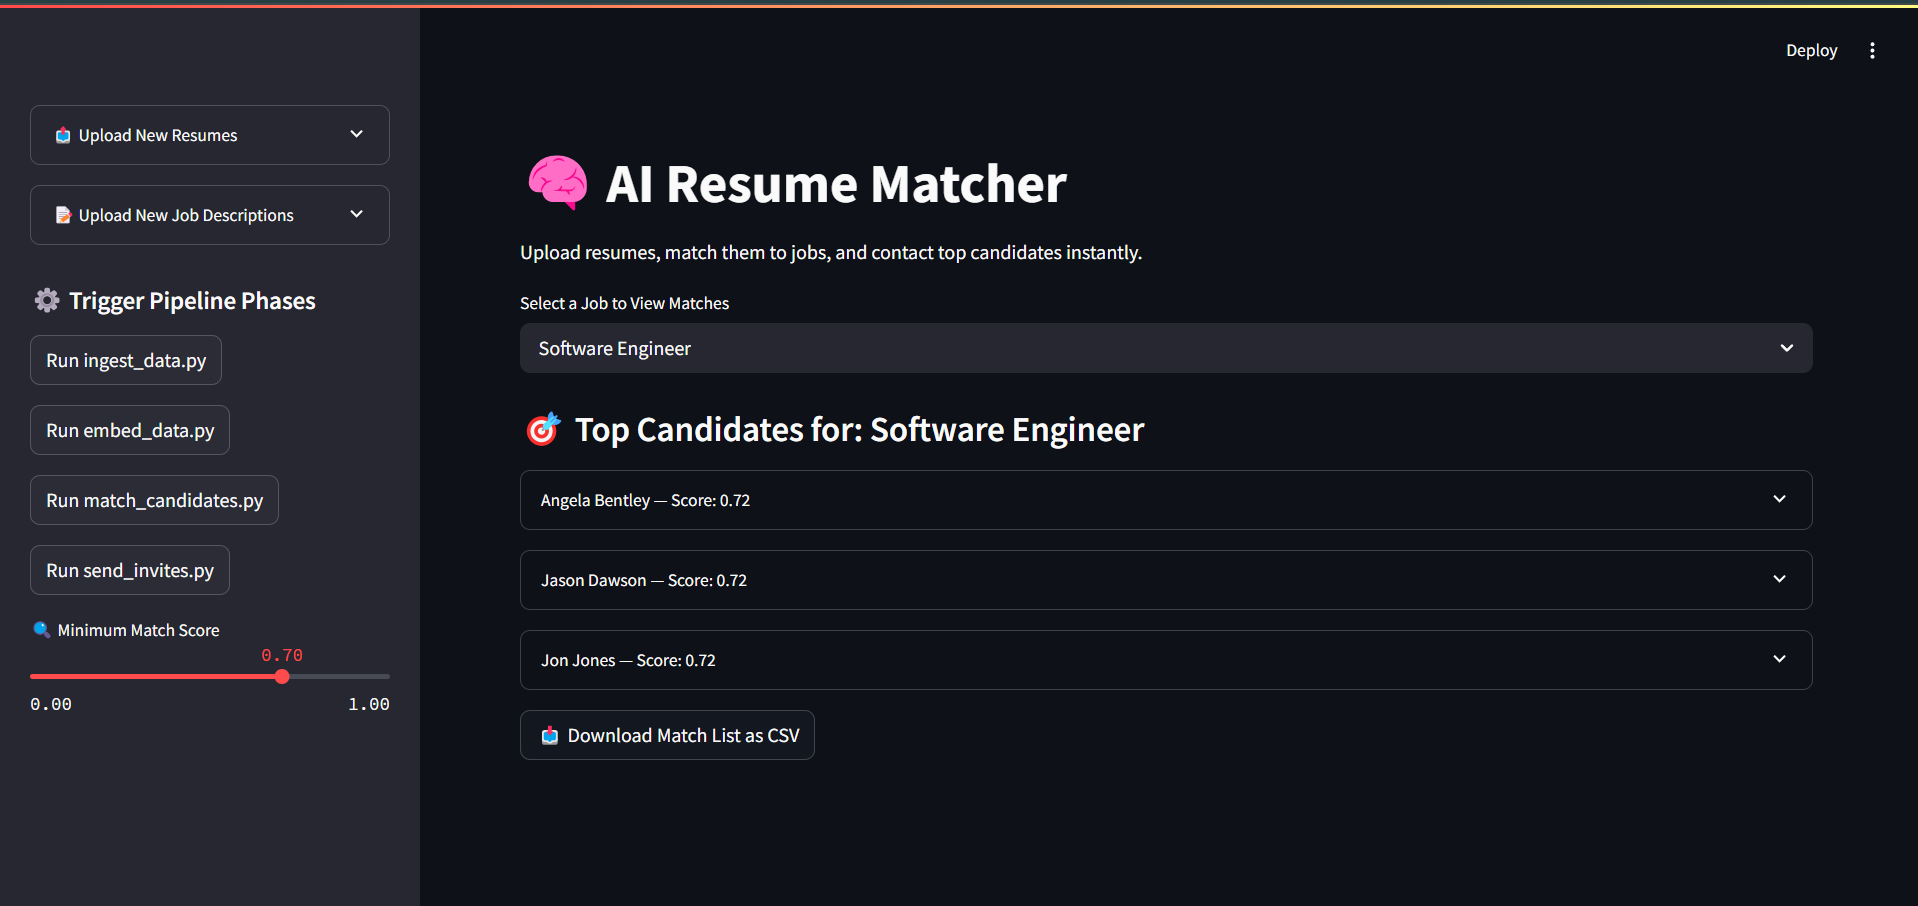 Deploy
Upload New Resumes
Upload New Job Descriptions
Trigger Pipeline Phases
Run ingest_data.py
Run embed_data.py
Run match_candidates.py
Run send_invites.py
Minimum Match Score
0.70
0.00 1.00
AI Resume Matcher
Upload resumes, match them to jobs, and contact top candidates instantly.
Select a Job to View Matches
Software Engineer
Top Candidates for: Software Engineer
Angela Bentley — Score: 0.72
Jason Dawson — Score: 0.72
Jon Jones — Score: 0.72
Download Match List as CSV